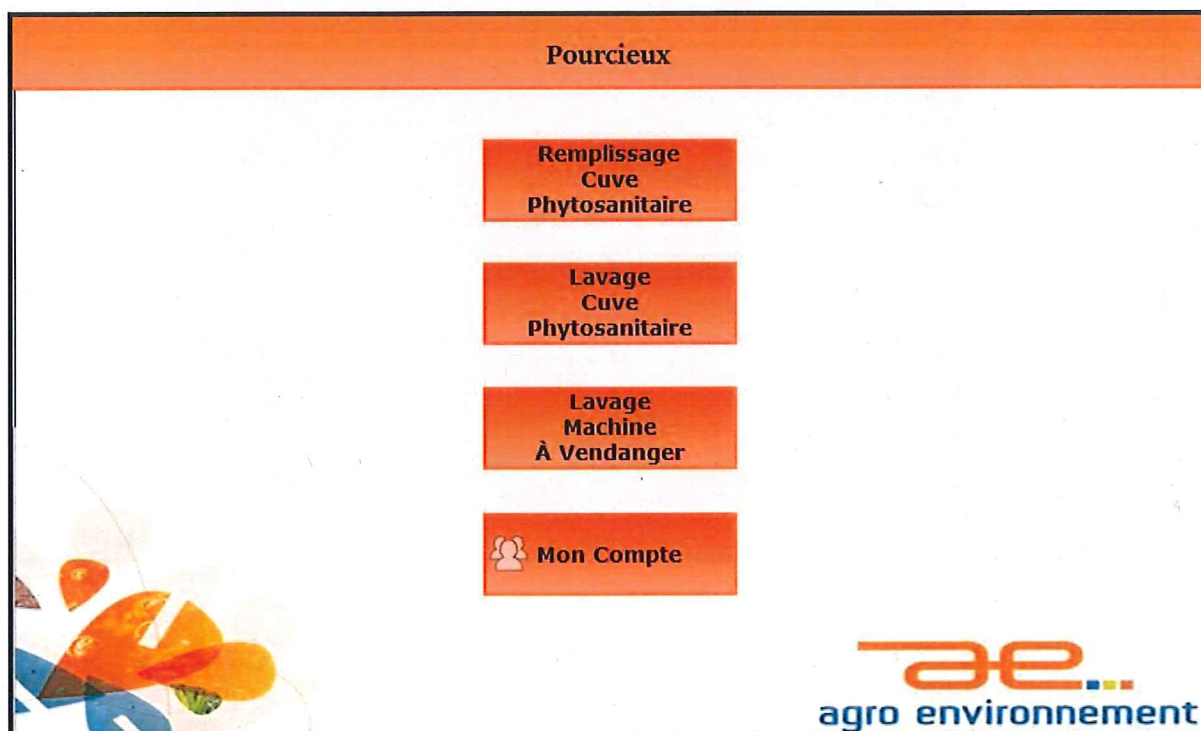 Pourcieux
Remplissage
Cuve
Phytosanitaire
Lavage
Cuve
Phytosanitaire
Lavage
Machine
À Vendanger
Mon Compte
ae...
agro environnement